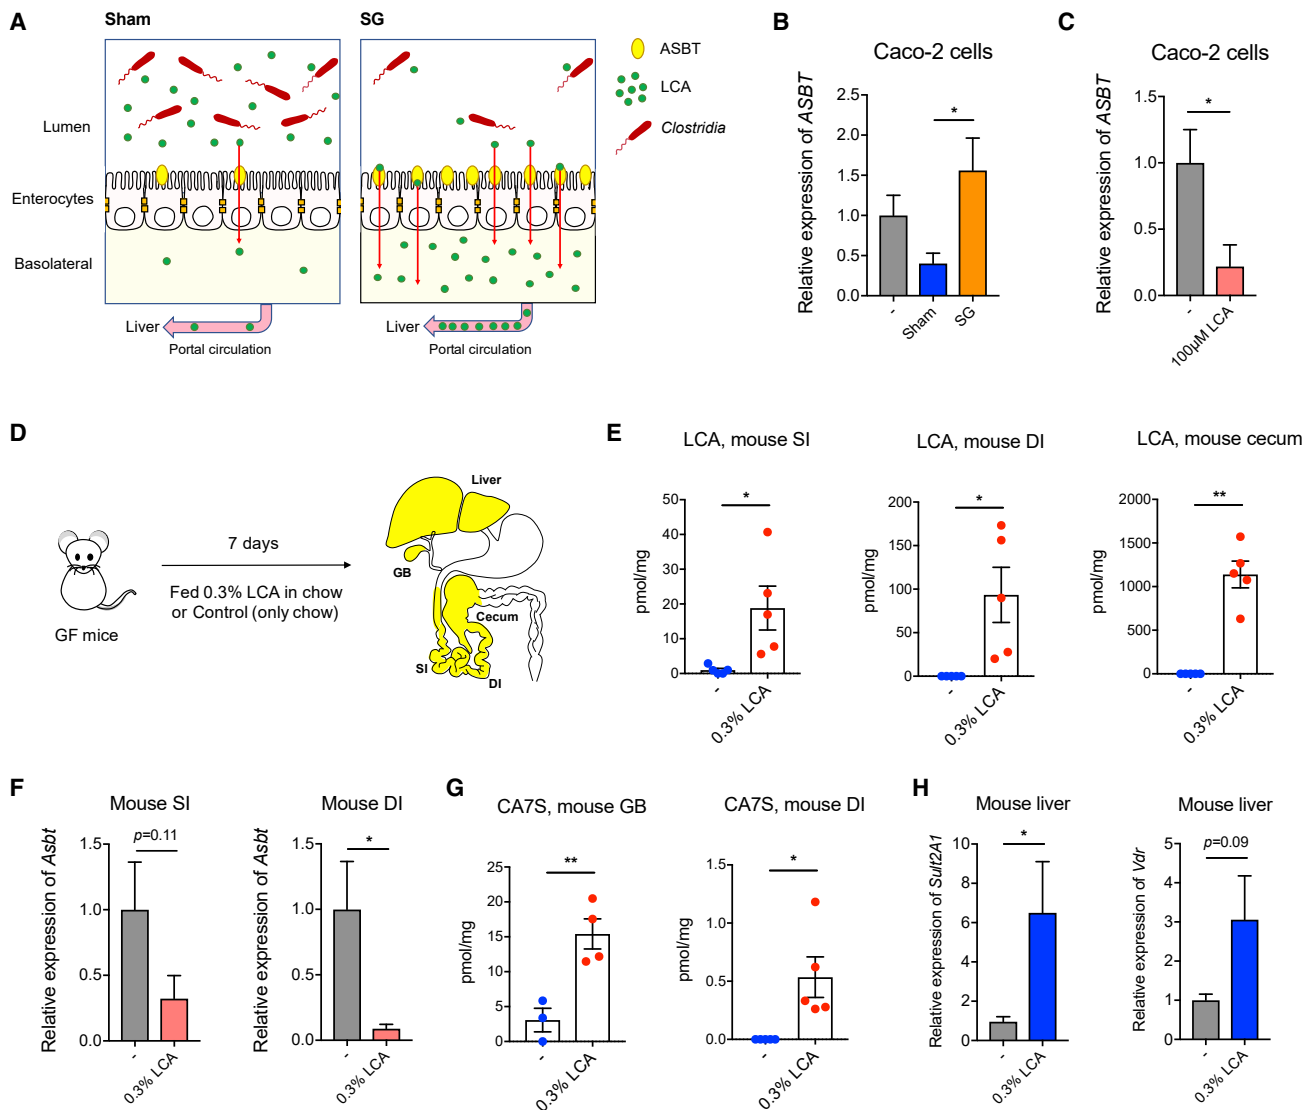 A
Sham
SG
ASBT
LCA
Clostridia
Lumen
Enterocytes
Basolateral
Liver
Portal circulation
Liver
Portal circulation
B
Caco-2 cells
Relative expression of ASBT
2.5
2.0
1.5
1.0
0.5
0.0
*
-
Sham
SG
C
Caco-2 cells
Relative expression of ASBT
1.5
1.0
0.5
0.0
*
-
100µM LCA
D
GF mice
7 days
Fed 0.3% LCA in chow
or Control (only chow)
Liver
GB
Cecum
SI
DI
E
LCA, mouse SI
pmol/mg
50
40
30
20
10
0
*
-
0.3% LCA
LCA, mouse DI
pmol/mg
200
150
100
50
0
*
-
0.3% LCA
LCA, mouse cecum
pmol/mg
2000
1500
1000
500
0
**
-
0.3% LCA
F
Mouse SI
Relative expression of Asbt
1.5
1.0
0.5
0.0
p=0.11
-
0.3% LCA
Mouse DI
Relative expression of Asbt
1.5
1.0
0.5
0.0
*
-
0.3% LCA
G
CA7S, mouse GB
pmol/mg
25
20
15
10
5
0
**
-
0.3% LCA
CA7S, mouse DI
pmol/mg
1.5
1.0
0.5
0.0
*
-
0.3% LCA
H
Mouse liver
Relative expression of Sult2A1
10
8
6
4
2
0
*
-
0.3% LCA
Mouse liver
Relative expression of Vdr
5
4
3
2
1
0
p=0.09
-
0.3% LCA